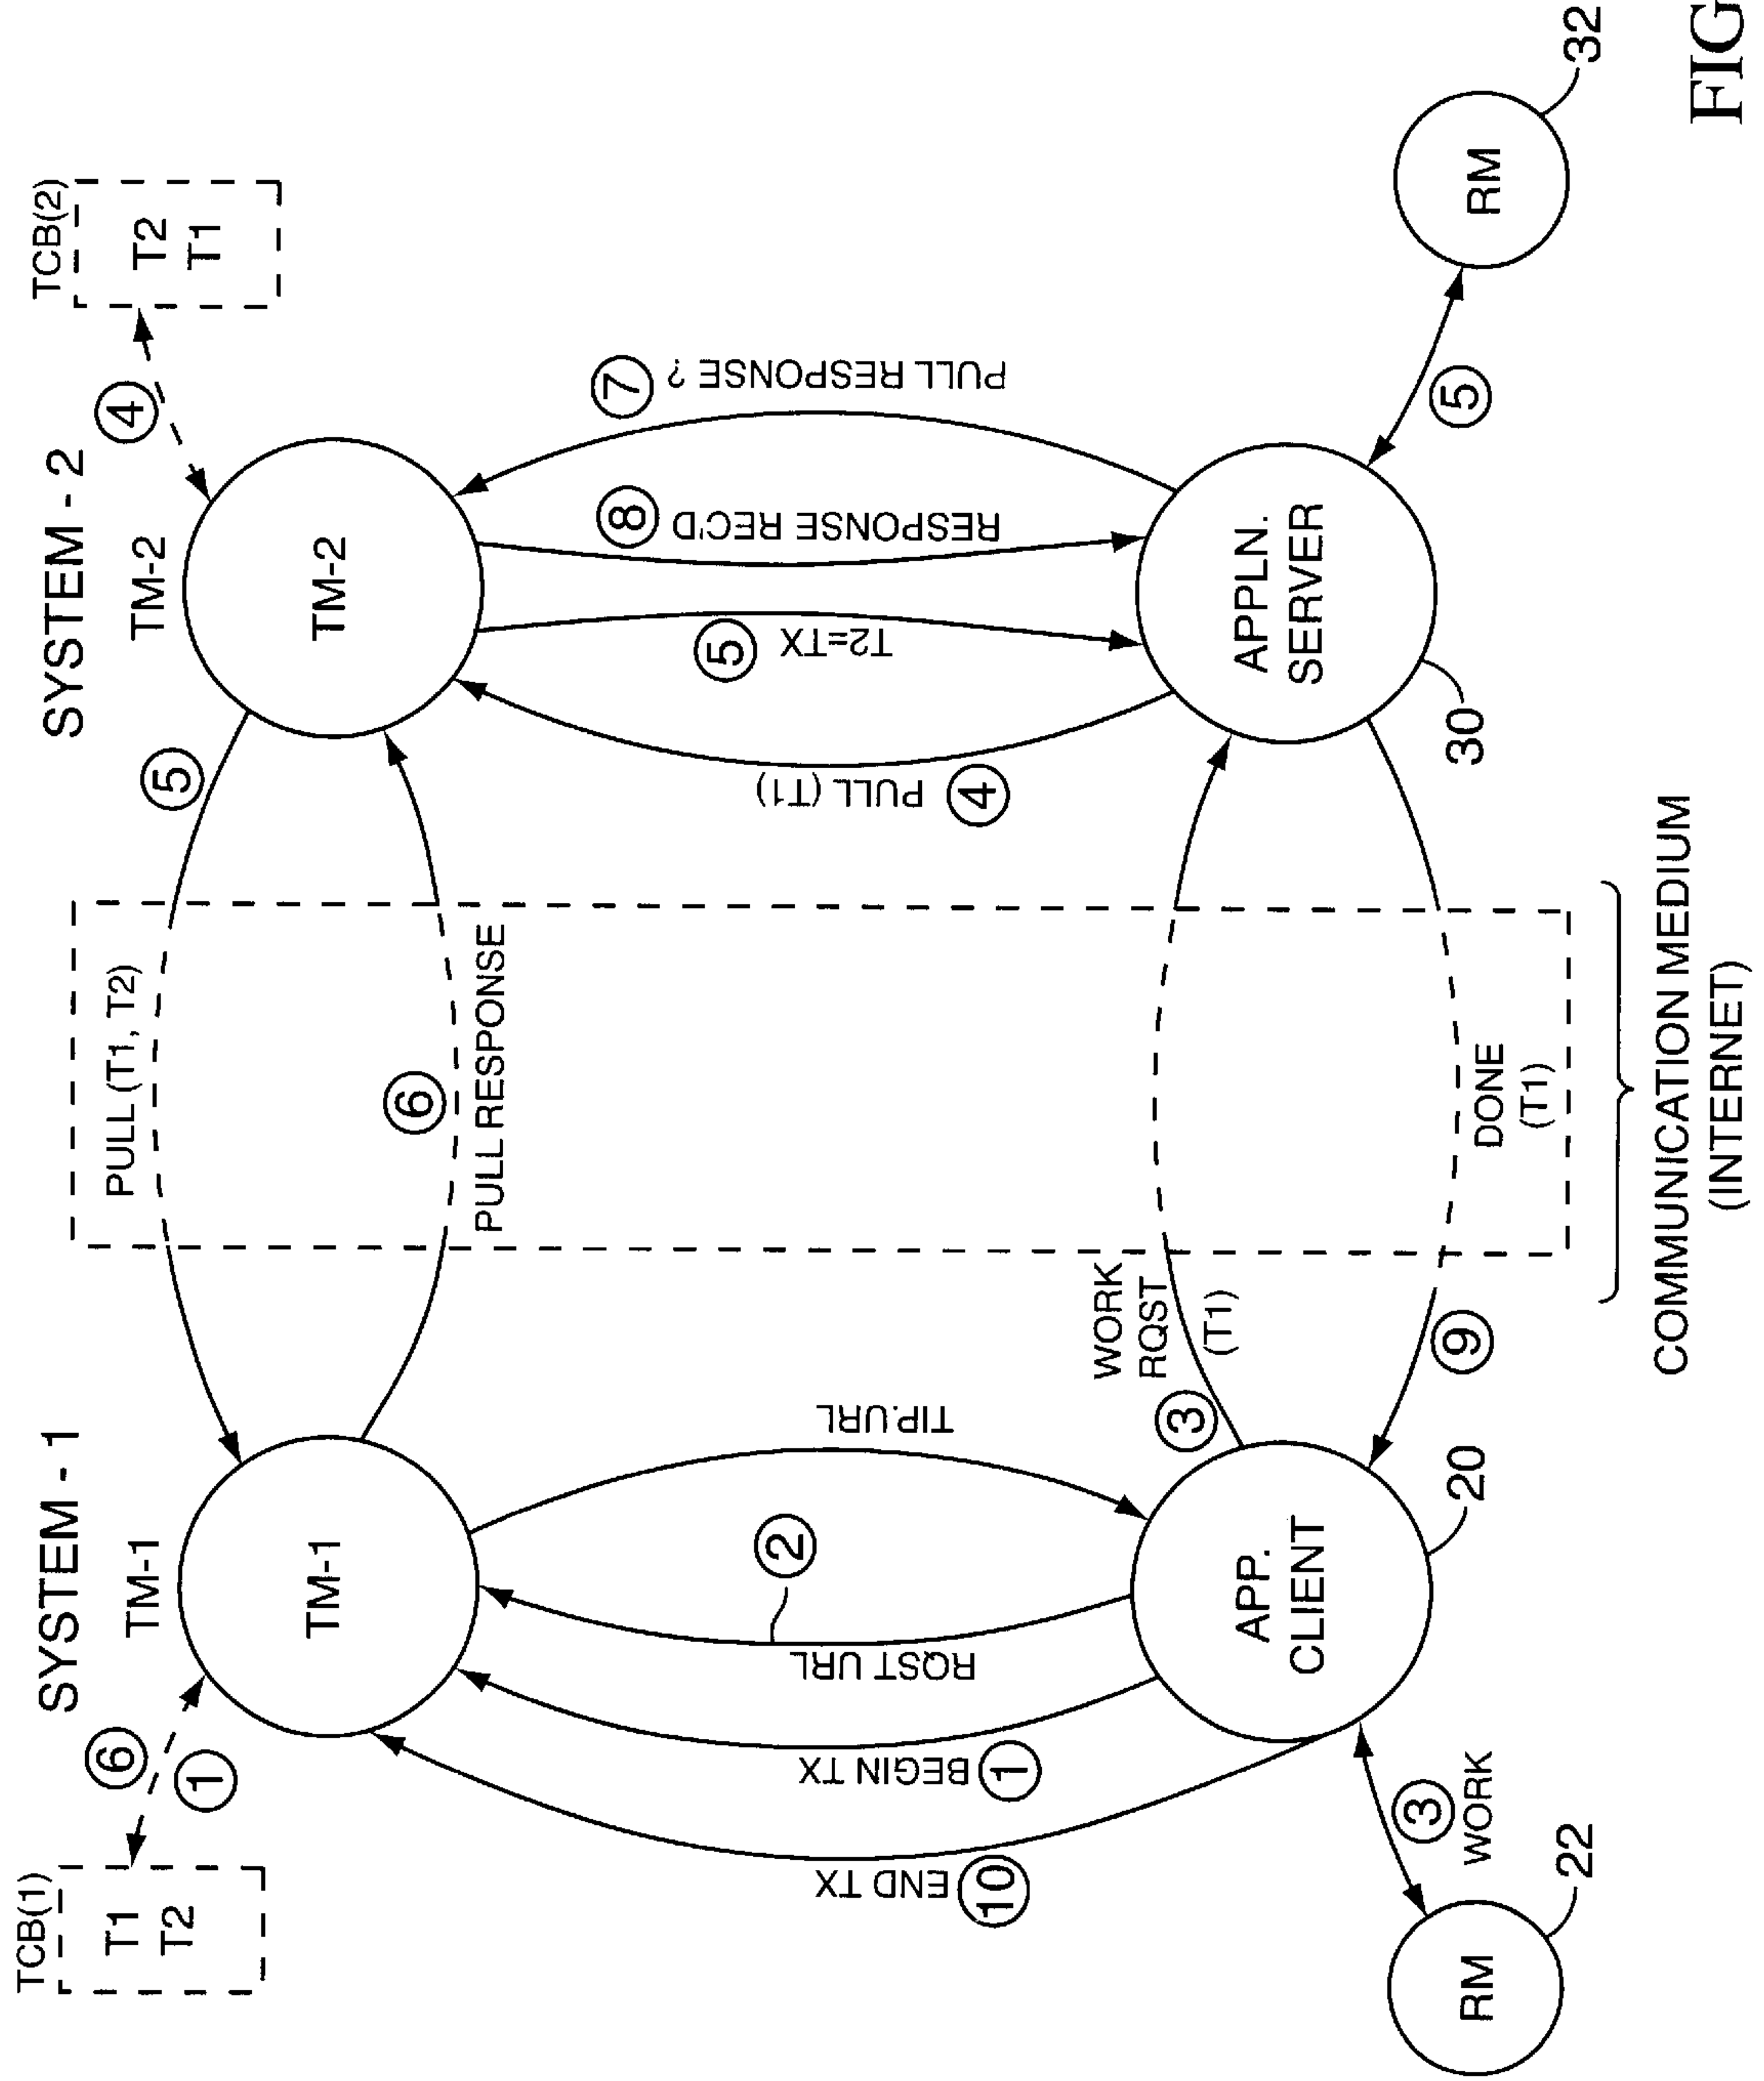 SYSTEM - 1
SYSTEM - 2
TCB(1)
T1
T2
6
1
TM-1
TM-1
PULL (T1, T2)
5
TM-2
TM-2
4
TCB(2)
T2
T1
6
PULL RESPONSE
END TX
10
BEGIN TX
1
RQST URL
2
TIP.URL
PULL (T1)
4
T2=TX
5
RESPONSE REC'D
8
PULL RESPONSE ?
7
3
WORK
RQST
(T1)
APP.
CLIENT
20
APPLN.
SERVER
30
9
DONE
(T1)
3
WORK
RM
22
5
RM
32
COMMUNICATION MEDIUM
(INTERNET)
FIG